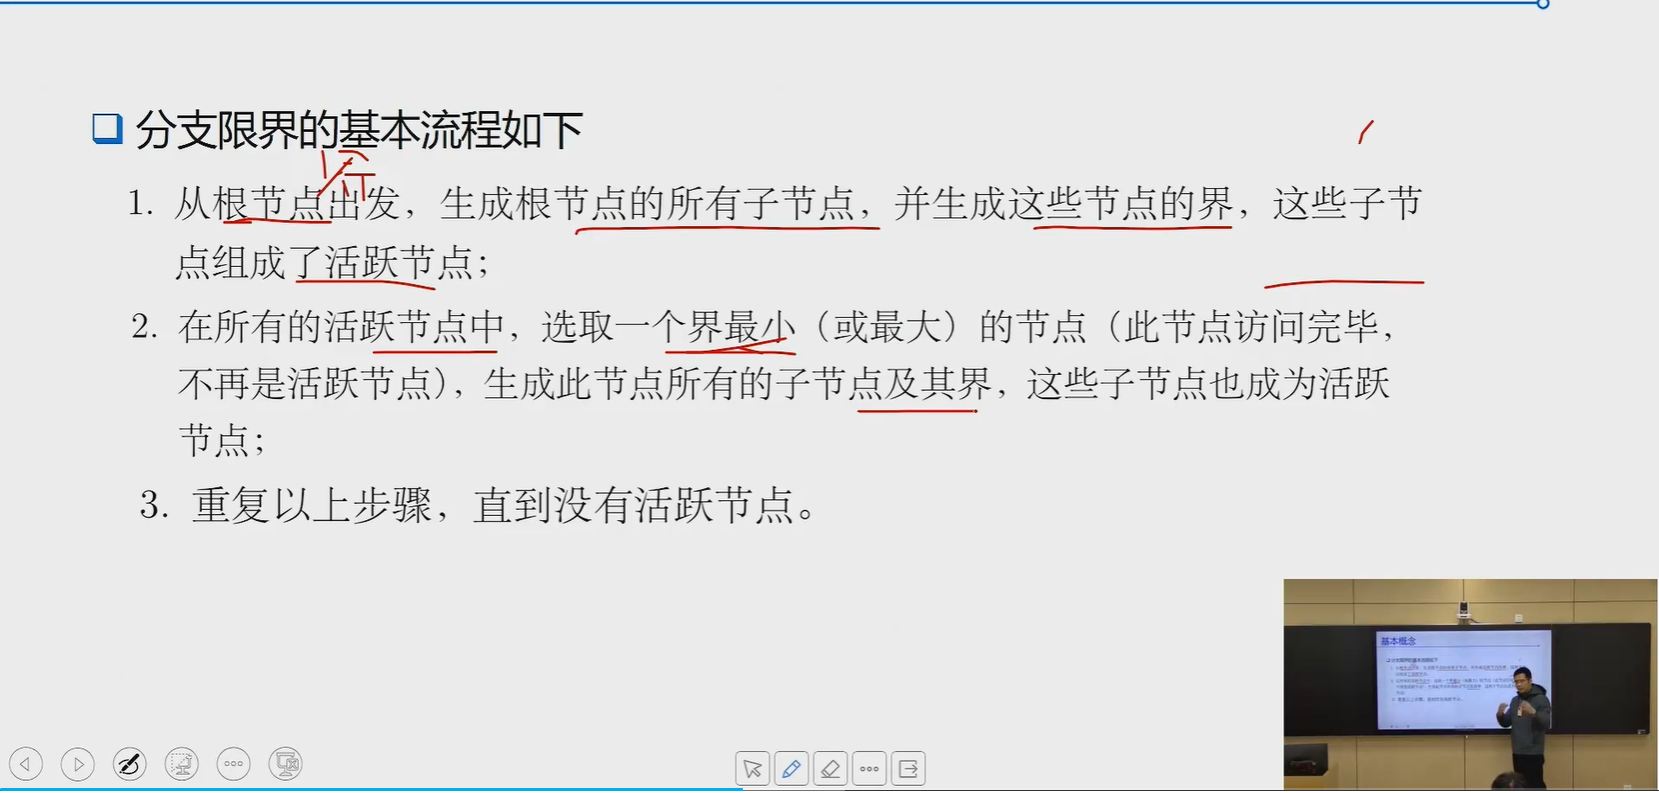 分支限界的基本流程如下
1. 从根节点出发，生成根节点的所有子节点，并生成这些节点的界，这些子节
点组成了活跃节点；
2. 在所有的活跃节点中，选取一个界最小（或最大）的节点（此节点访问完毕，
不再是活跃节点），生成此节点所有的子节点及其界，这些子节点也成为活跃
节点；
3. 重复以上步骤，直到没有活跃节点。
基本概念